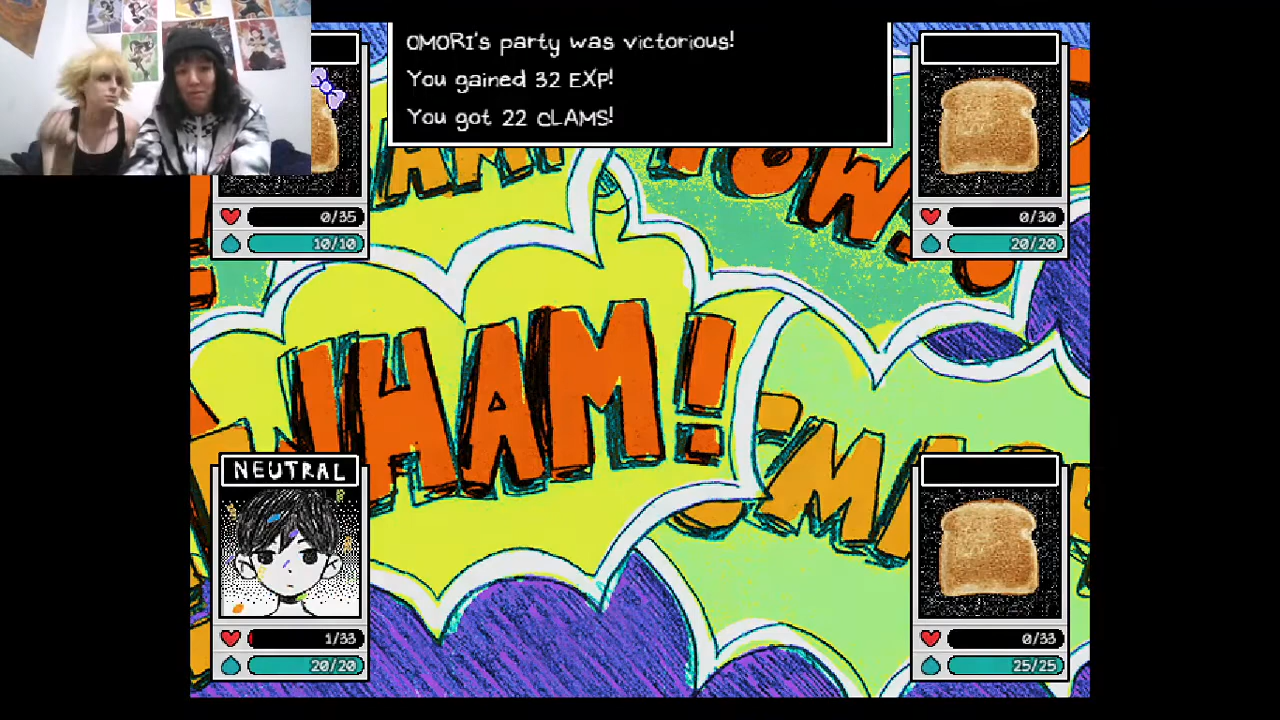 OMORI's party was victorious!
You gained 32 EXP!
You got 22 CLAMS!
0/35
10/10
0/30
20/20
WHAM!
NEUTRAL
1/33
20/20
0/33
25/25